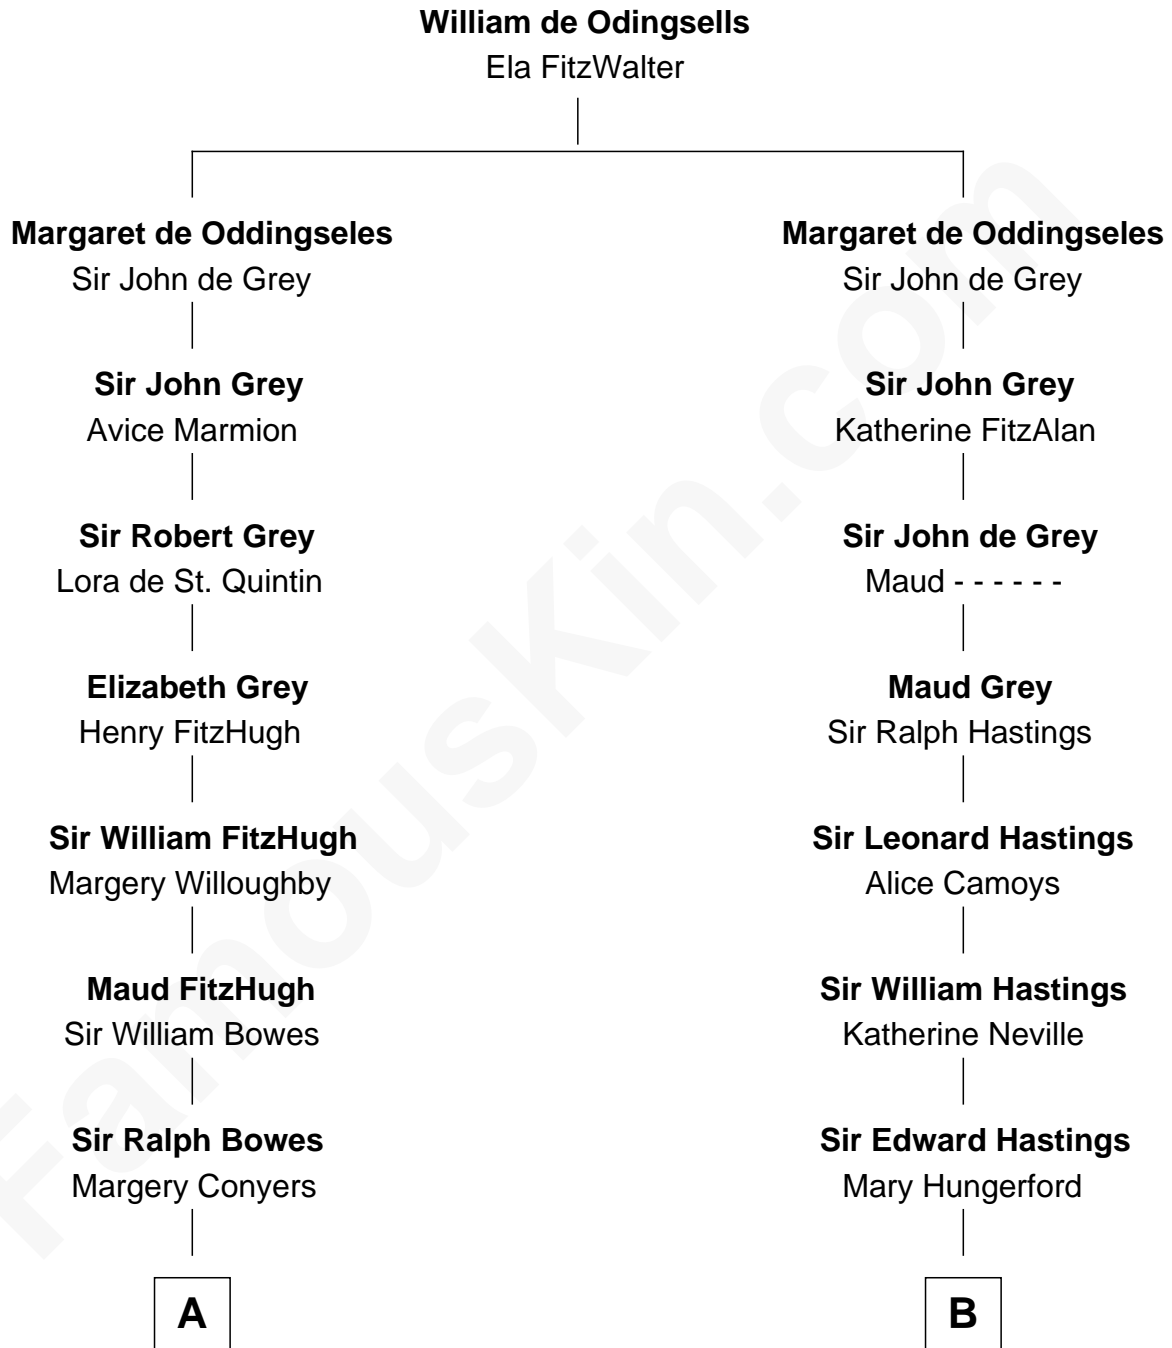 William de Odingsells
Ela FitzWalter
Margaret de Oddingseles
Sir John de Grey
Margaret de Oddingseles
Sir John de Grey
Sir John Grey
Avice Marmion
Sir John Grey
Katherine FitzAlan
Sir Robert Grey
Lora de St. Quintin
Sir John de Grey
Maud - - - - - -
Elizabeth Grey
Henry FitzHugh
Maud Grey
Sir Ralph Hastings
Sir William FitzHugh
Margery Willoughby
Sir Leonard Hastings
Alice Camoys
Maud FitzHugh
Sir William Bowes
Sir William Hastings
Katherine Neville
Sir Ralph Bowes
Margery Conyers
Sir Edward Hastings
Mary Hungerford
A
B
FamousKin.com